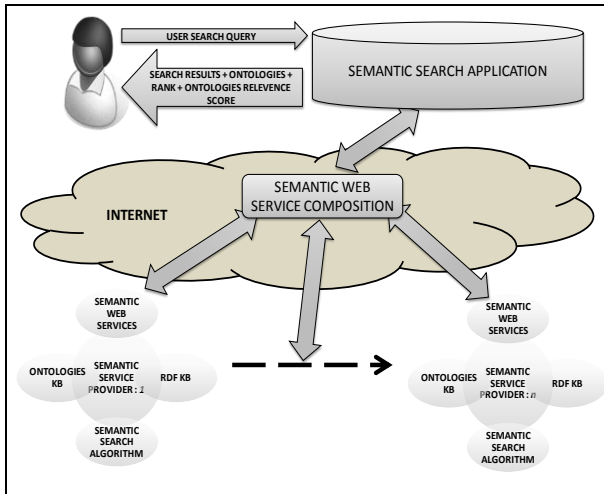 USER SEARCH QUERY
SEARCH RESULTS + ONTOLOGIES +
RANK + ONTOLOGIES RELEVENCE
SCORE
SEMANTIC SEARCH APPLICATION
INTERNET
SEMANTIC WEB
SERVICE COMPOSITION
SEMANTIC
WEB
SERVICES
ONTOLOGIES
KB
SEMANTIC
SERVICE
PROVIDER: 1
RDF KB
SEMANTIC
SEARCH
ALGORITHM
SEMANTIC
WEB
SERVICES
ONTOLOGIES
KB
SEMANTIC
SERVICE
PROVIDER: n
RDF KB
SEMANTIC
SEARCH
ALGORITHM